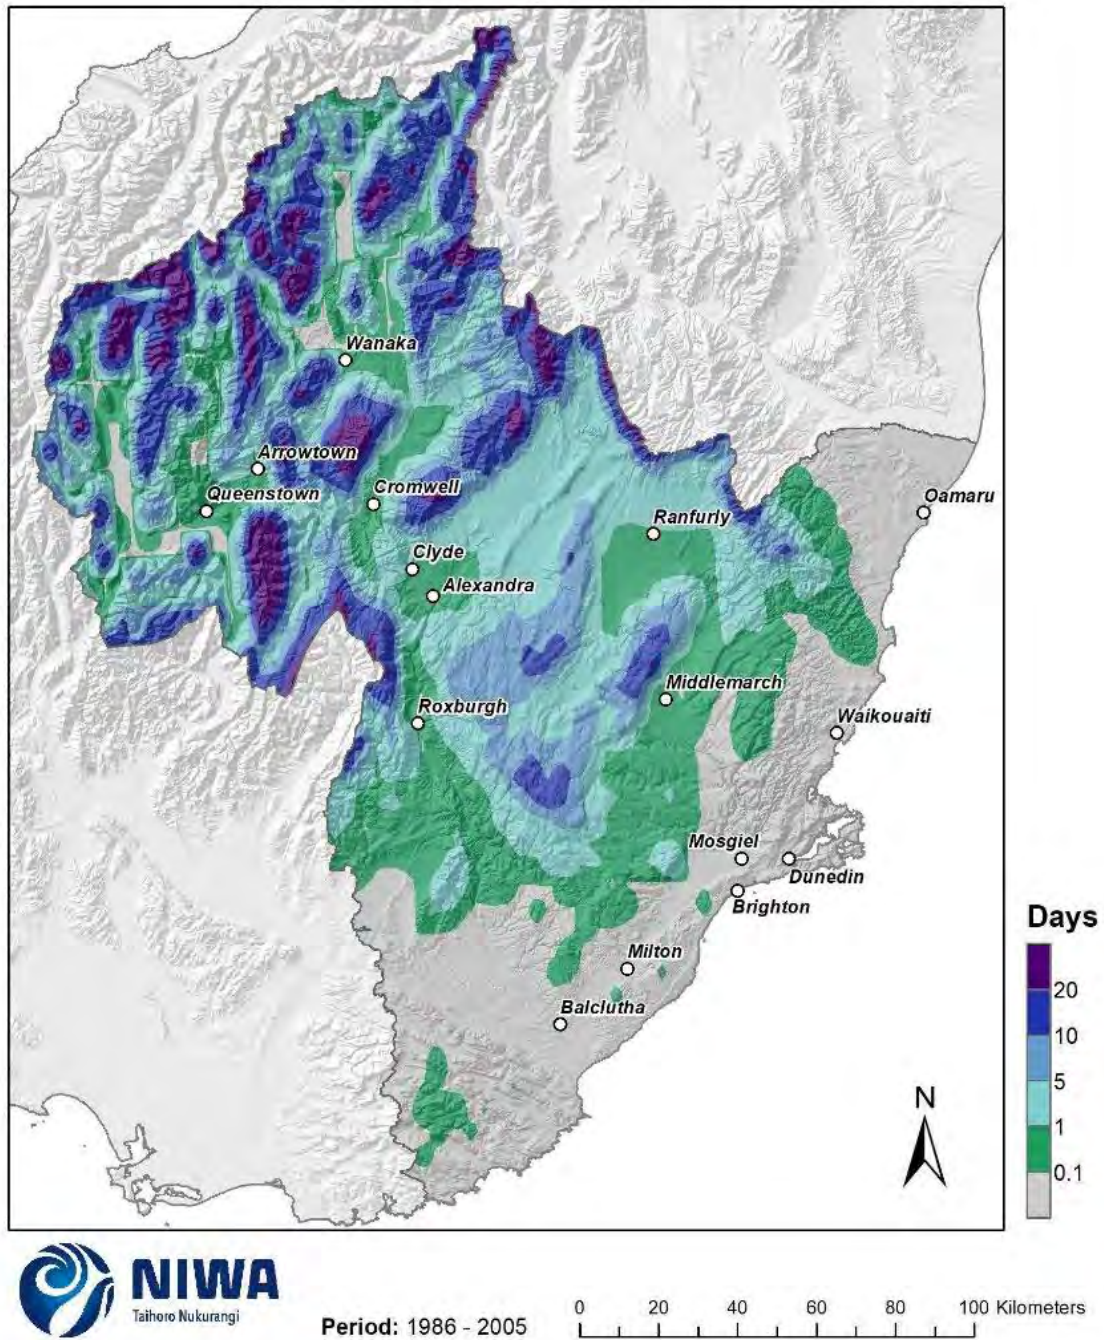 Wanaka
Arrowtown
Queenstown
Cromwell
Oamaru
Ranfurly
Clyde
Alexandra
Middlemarch
Roxburgh
Waikouaiti
Mosgiel
Dunedin
Brighton
Days
Milton
20
Balclutha
10
5
N
1
0.1
NIWA
Taihoro Nukurangi
0 20 40 60 80 100 Kilometers
Period: 1986 - 2005